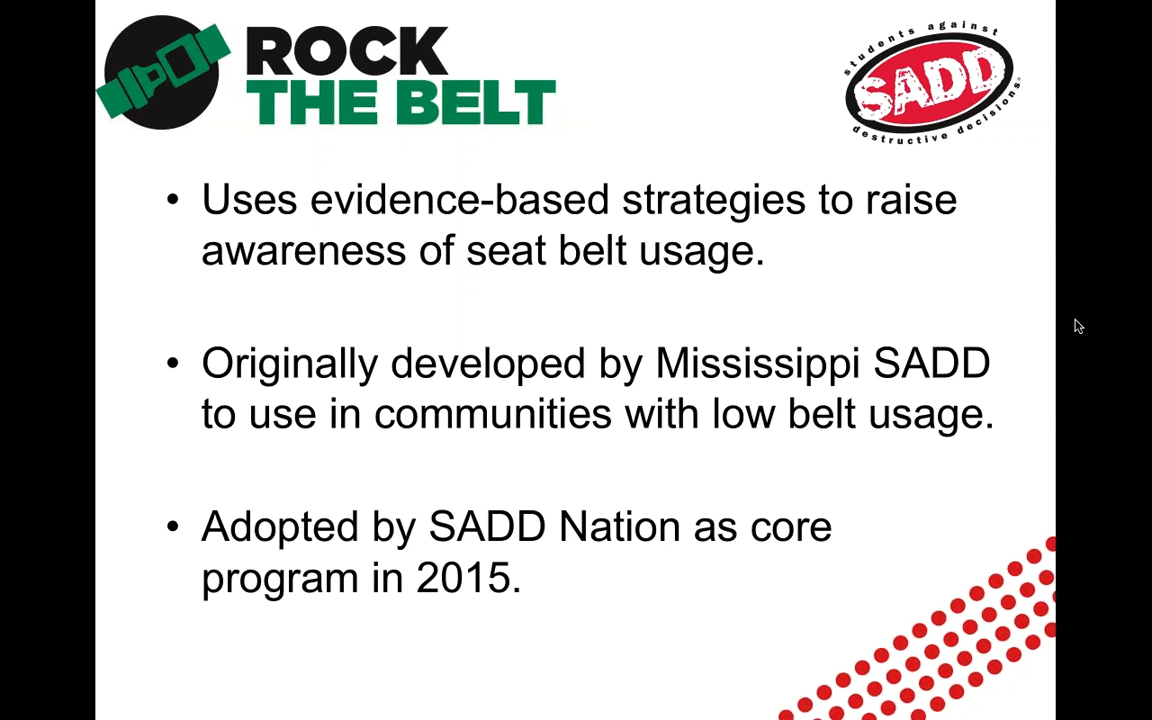 ROCK
THE BELT
students against
SADD
destructive decisions
• Uses evidence-based strategies to raise
awareness of seat belt usage.
• Originally developed by Mississippi SADD
to use in communities with low belt usage.
• Adopted by SADD Nation as core
program in 2015.